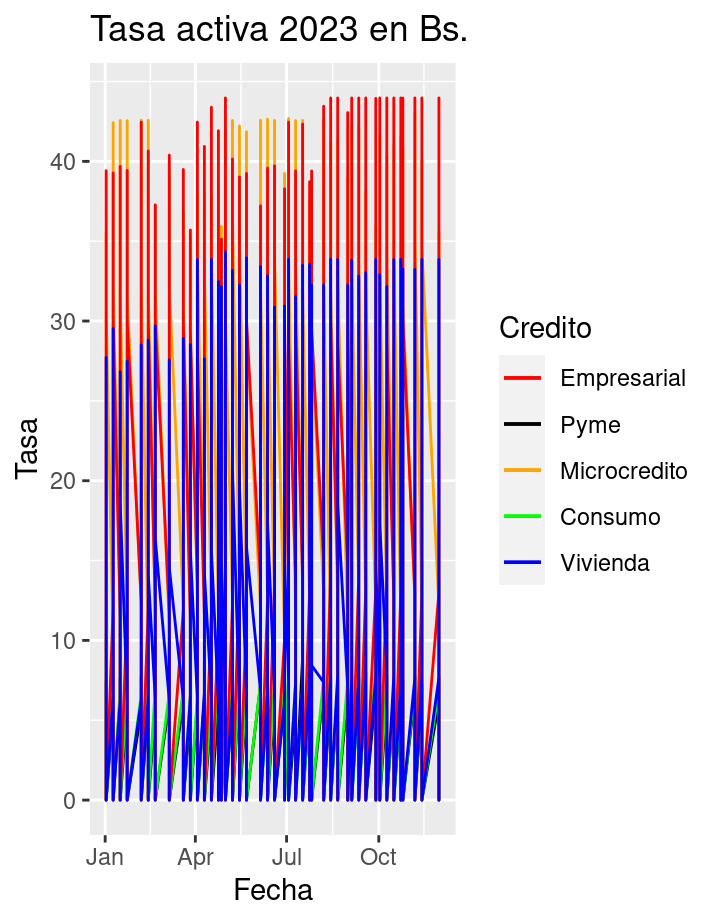 Tasa activa 2023 en Bs.
Tasa
40
30
20
10
0
Jan
Apr
Jul
Oct
Fecha
Credito
Empresarial
Pyme
Microcredito
Consumo
Vivienda